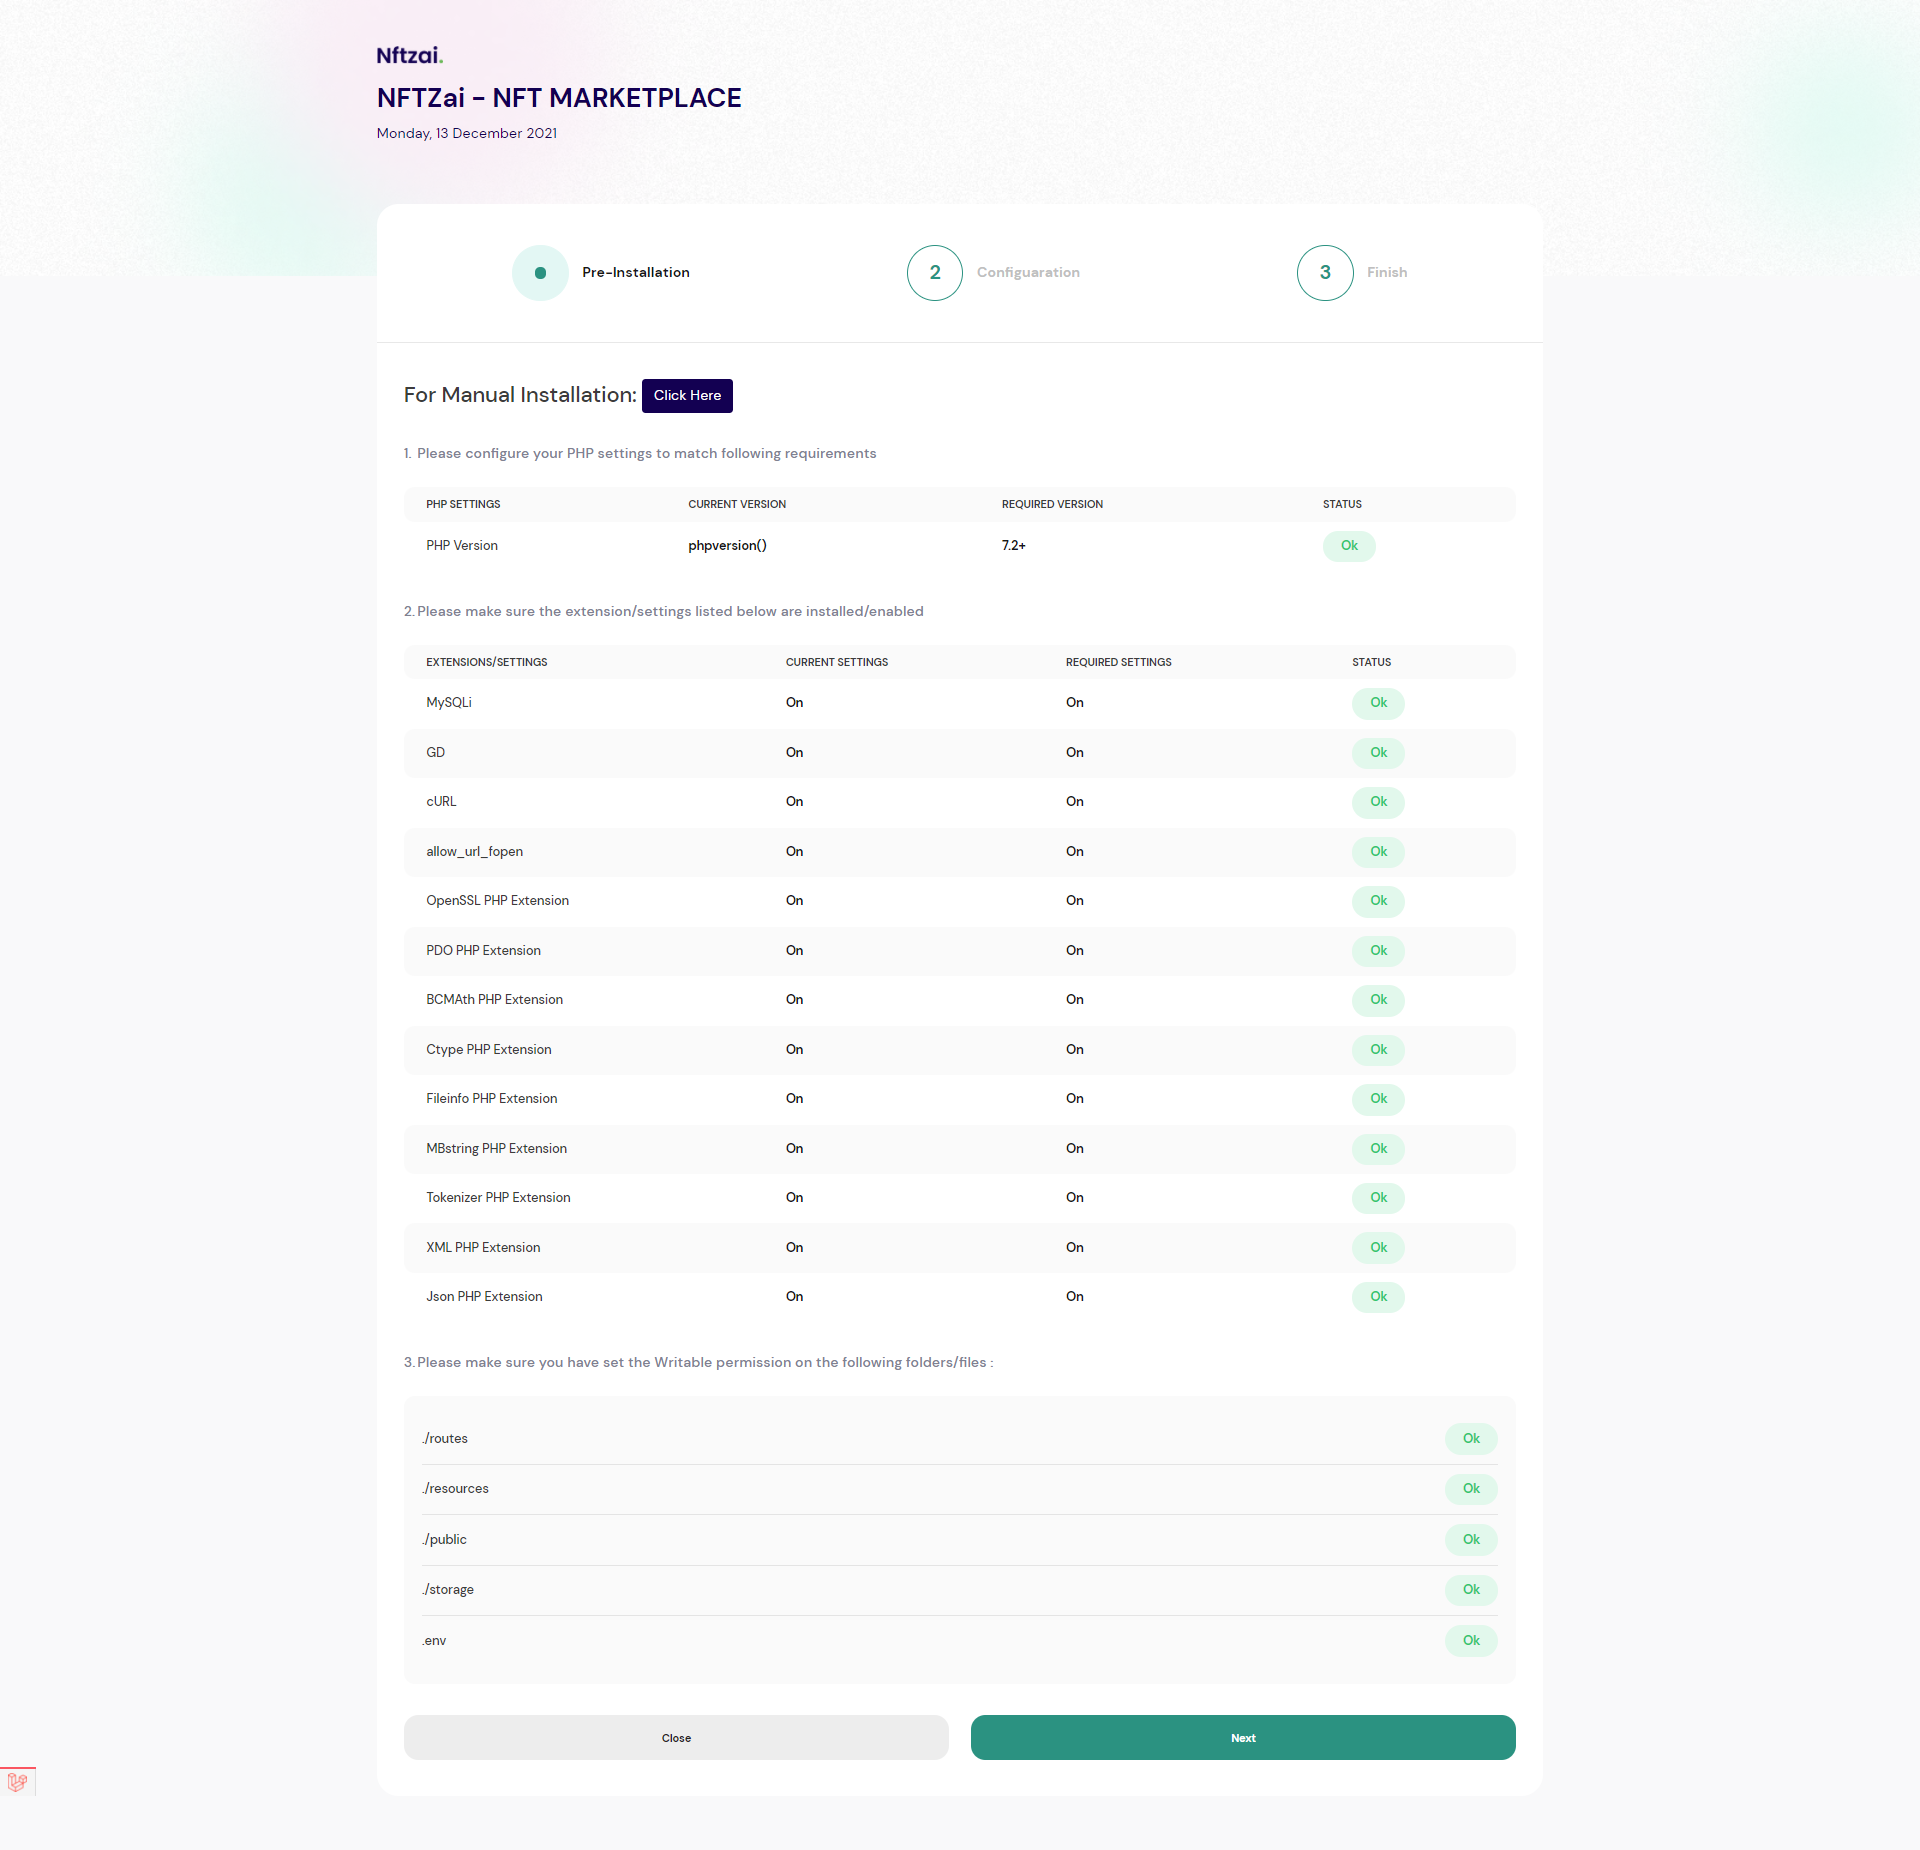 Nftzai.
NFTZai - NFT MARKETPLACE
Monday, 13 December 2021
Pre-Installation
2 Configuaration
3 Finish
For Manual Installation: Click Here
1. Please configure your PHP settings to match following requirements
PHP SETTINGS CURRENT VERSION REQUIRED VERSION STATUS
PHP Version phpversion() 7.2+ Ok
2. Please make sure the extension/settings listed below are installed/enabled
EXTENSIONS/SETTINGS CURRENT SETTINGS REQUIRED SETTINGS STATUS
MySQLi On On Ok
GD On On Ok
cURL On On Ok
allow_url_fopen On On Ok
OpenSSL PHP Extension On On Ok
PDO PHP Extension On On Ok
BCMAth PHP Extension On On Ok
Ctype PHP Extension On On Ok
Fileinfo PHP Extension On On Ok
MBstring PHP Extension On On Ok
Tokenizer PHP Extension On On Ok
XML PHP Extension On On Ok
Json PHP Extension On On Ok
3. Please make sure you have set the Writable permission on the following folders/files :
./routes Ok
./resources Ok
./public Ok
./storage Ok
.env Ok
Close
Next